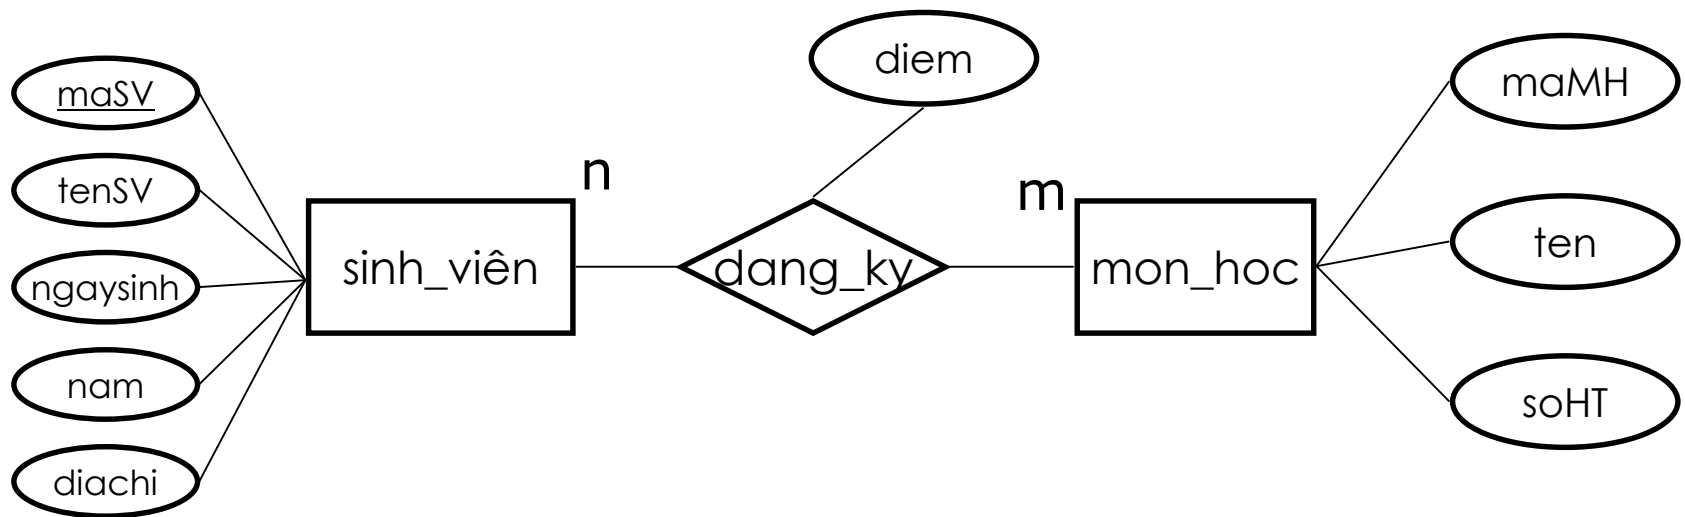 maSV
tenSV
ngaysinh
nam
diachi
sinh_viên
n
diem
dang_ky
m
mon_hoc
maMH
ten
soHT